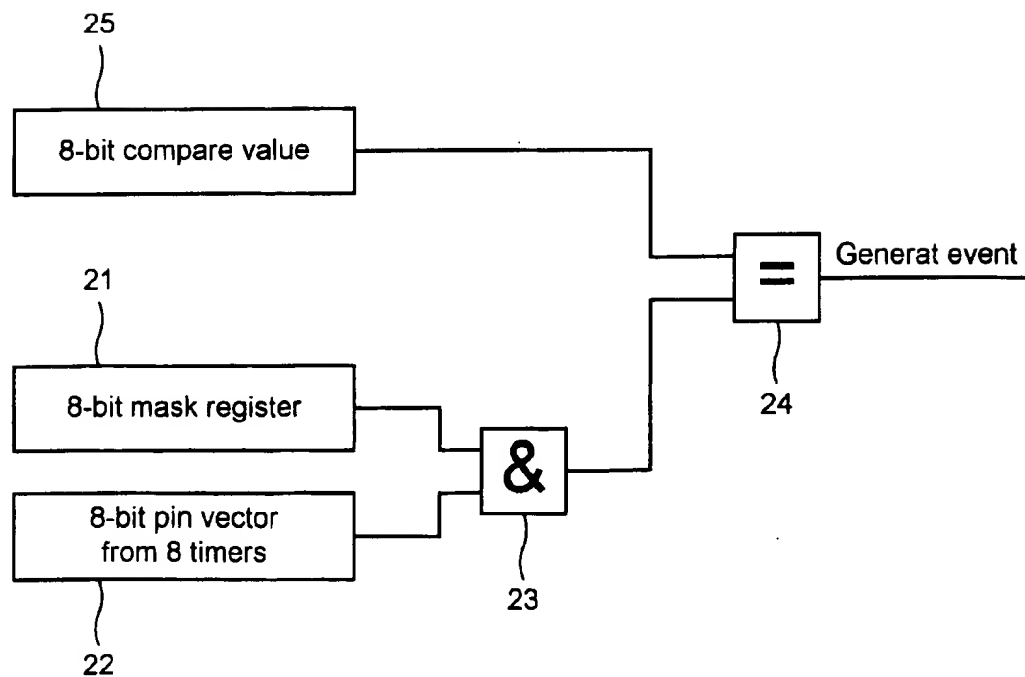 25
8-bit compare value
=
Generat event
24
21
8-bit mask register
&
23
8-bit pin vector
from 8 timers
22